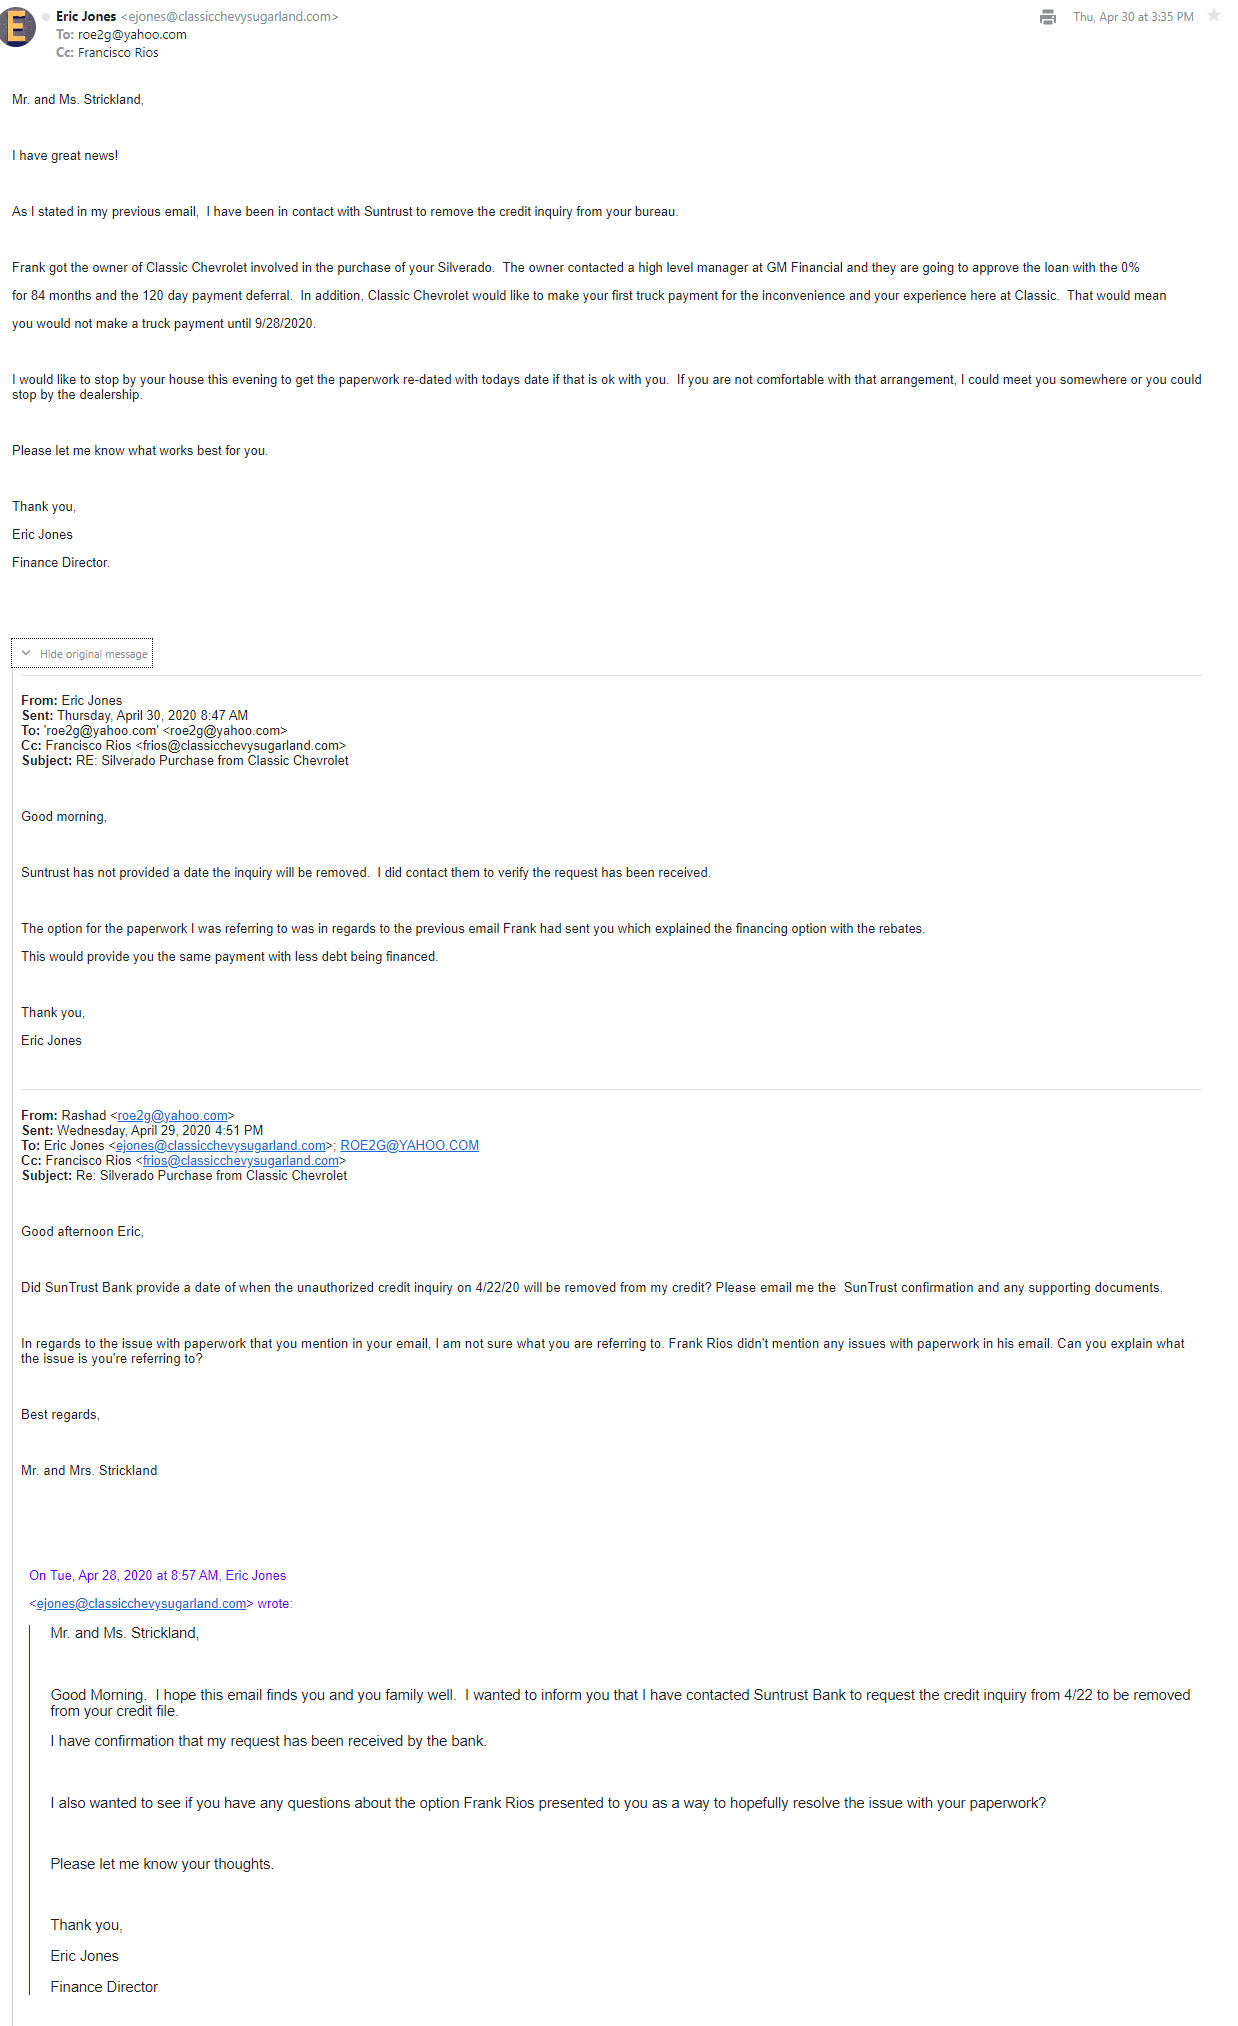 E
Eric Jones <ejones@classicchevysugarland.com>
Thu, Apr 30 at 3:35 PM
To: roe2g@yahoo.com
Cc: Francisco Rios
Mr. and Ms. Strickland,
I have great news!
As I stated in my previous email,  I have been in contact with Suntrust to remove the credit inquiry from your bureau.
Frank got the owner of Classic Chevrolet involved in the purchase of your Silverado.  The owner contacted a high level manager at GM Financial and they are going to approve the loan with the 0%
for 84 months and the 120 day payment deferral.  In addition, Classic Chevrolet would like to make your first truck payment for the inconvenience and your experience here at Classic.  That would mean
you would not make a truck payment until 9/28/2020.
I would like to stop by your house this evening to get the paperwork re-dated with todays date if that is ok with you.  If you are not comfortable with that arrangement, I could meet you somewhere or you could
stop by the dealership.
Please let me know what works best for you.
Thank you,
Eric Jones
Finance Director.
Hide original message
From: Eric Jones
Sent: Thursday, April 30, 2020 8:47 AM
To: 'roe2g@yahoo.com' <roe2g@yahoo.com>
Cc: Francisco Rios <frios@classicchevysugarland.com>
Subject: RE: Silverado Purchase from Classic Chevrolet
Good morning,
Suntrust has not provided a date the inquiry will be removed.  I did contact them to verify the request has been received.
The option for the paperwork I was referring to was in regards to the previous email Frank had sent you which explained the financing option with the rebates.
This would provide you the same payment with less debt being financed.
Thank you,
Eric Jones
From: Rashad <roe2g@yahoo.com>
Sent: Wednesday, April 29, 2020 4:51 PM
To: Eric Jones <ejones@classicchevysugarland.com>; ROE2G@YAHOO.COM
Cc: Francisco Rios <frios@classicchevysugarland.com>
Subject: Re: Silverado Purchase from Classic Chevrolet
Good afternoon Eric,
Did SunTrust Bank provide a date of when the unauthorized credit inquiry on 4/22/20 will be removed from my credit? Please email me the  SunTrust confirmation and any supporting documents.
In regards to the issue with paperwork that you mention in your email, I am not sure what you are referring to. Frank Rios didn't mention any issues with paperwork in his email. Can you explain what
the issue is you're referring to?
Best regards,
Mr. and Mrs. Strickland
On Tue, Apr 28, 2020 at 8:57 AM, Eric Jones
<ejones@classicchevysugarland.com> wrote:
Mr. and Ms. Strickland,
Good Morning.  I hope this email finds you and you family well.  I wanted to inform you that I have contacted Suntrust Bank to request the credit inquiry from 4/22 to be removed
from your credit file.
I have confirmation that my request has been received by the bank.
I also wanted to see if you have any questions about the option Frank Rios presented to you as a way to hopefully resolve the issue with your paperwork?
Please let me know your thoughts.
Thank you,
Eric Jones
Finance Director